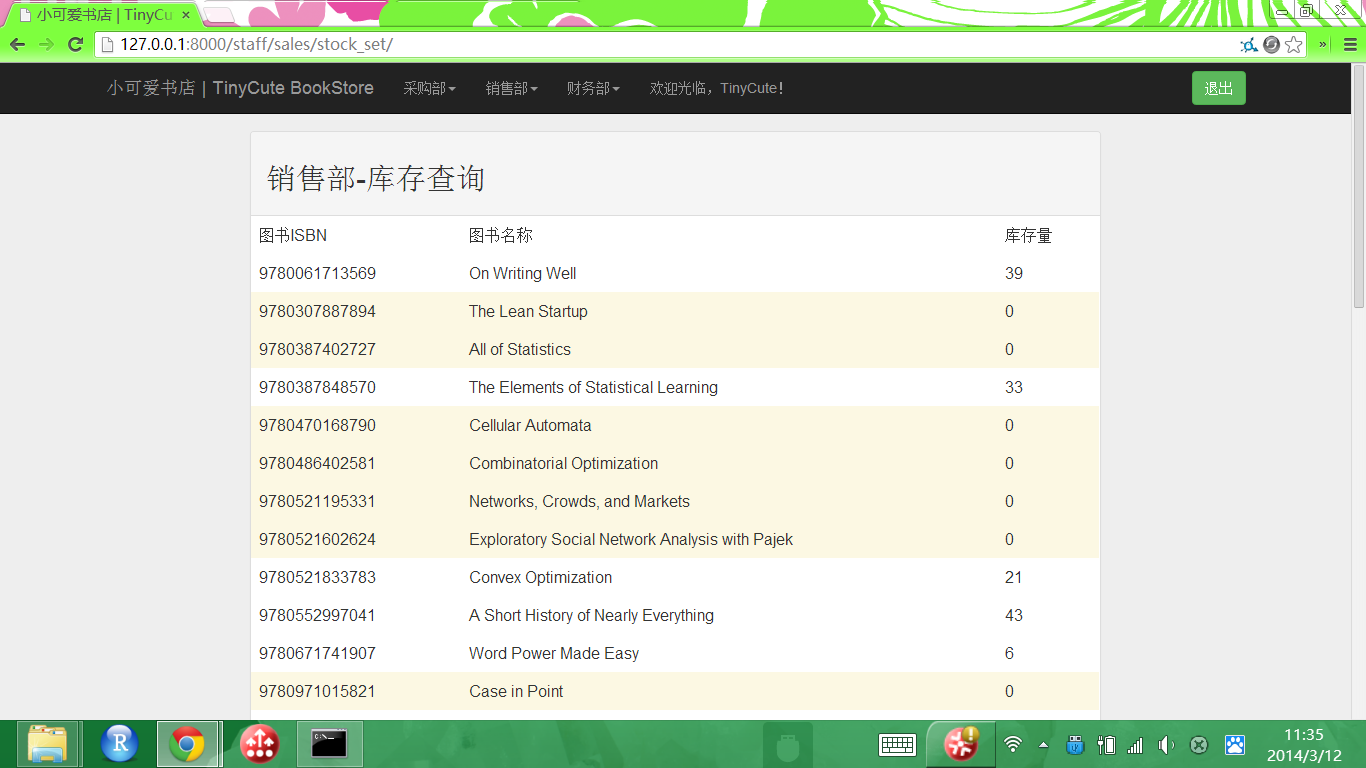 小可爱书店 | TinyCu
127.0.0.1:8000/staff/sales/stock_set/
小可爱书店 | TinyCute BookStore 采购部 销售部 财务部 欢迎光临，TinyCute! 退出
销售部-库存查询
图书ISBN 图书名称 库存量
9780061713569 On Writing Well 39
9780307887894 The Lean Startup 0
9780387402727 All of Statistics 0
9780387848570 The Elements of Statistical Learning 33
9780470168790 Cellular Automata 0
9780486402581 Combinatorial Optimization 0
9780521195331 Networks, Crowds, and Markets 0
9780521602624 Exploratory Social Network Analysis with Pajek 0
9780521833783 Convex Optimization 21
9780552997041 A Short History of Nearly Everything 43
9780671741907 Word Power Made Easy 6
9780971015821 Case in Point 0
R
C:\.
11:35
2014/3/12